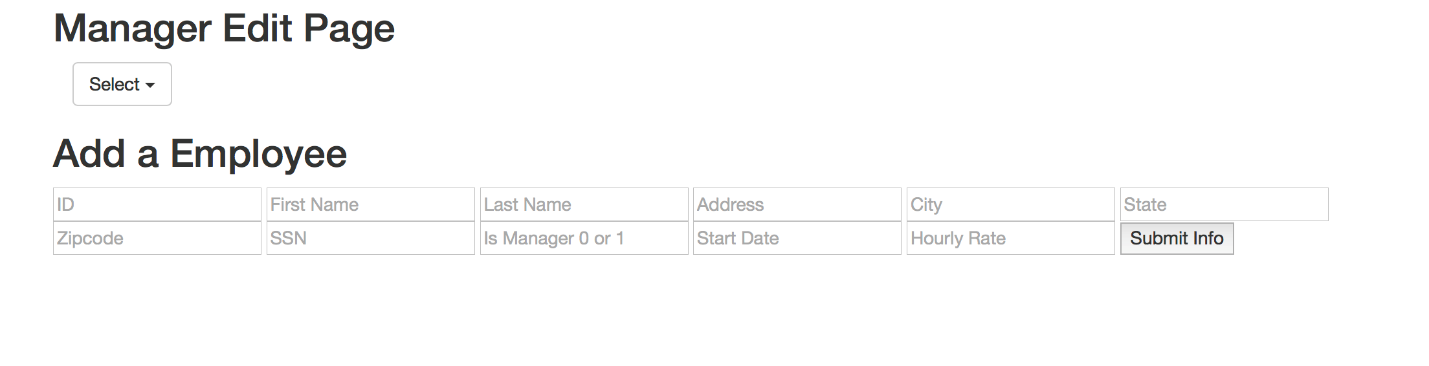 Manager Edit Page
Select
Add a Employee
ID First Name Last Name Address City State
Zipcode SSN Is Manager 0 or 1 Start Date Hourly Rate Submit Info